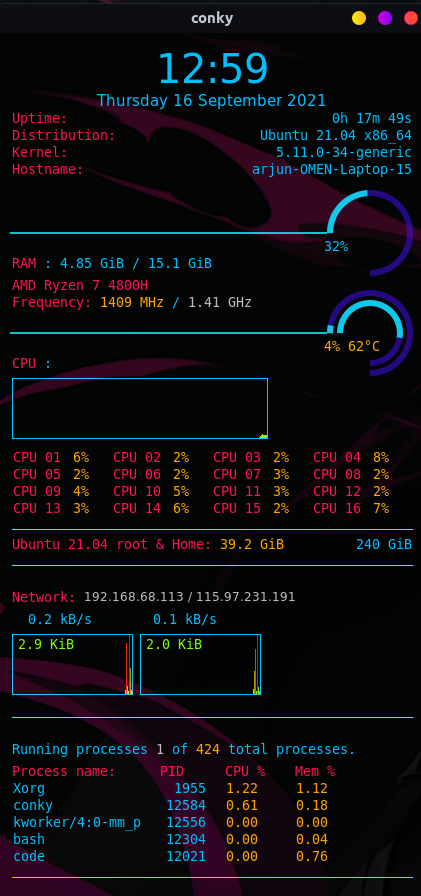 conky
12:59
Thursday 16 September 2021
Uptime: 0h 17m 49s
Distribution: Ubuntu 21.04 x86_64
Kernel: 5.11.0-34-generic
Hostname: arjun-OMEN-Laptop-15
32%
RAM : 4.85 GiB / 15.1 GiB
AMD Ryzen 7 4800H
Frequency: 1409 MHz / 1.41 GHz
4% 62°C
CPU :
CPU 01 6% CPU 02 2% CPU 03 2% CPU 04 8%
CPU 05 2% CPU 06 2% CPU 07 3% CPU 08 2%
CPU 09 4% CPU 10 5% CPU 11 3% CPU 12 2%
CPU 13 3% CPU 14 6% CPU 15 2% CPU 16 7%
Ubuntu 21.04 root & Home: 39.2 GiB 240 GiB
Network: 192.168.68.113 / 115.97.231.191
0.2 kB/s 0.1 kB/s
2.9 KiB 2.0 KiB
Running processes 1 of 424 total processes.
Process name: PID CPU % Mem %
Xorg 1955 1.22 1.12
conky 12584 0.61 0.18
kworker/4:0-mm_p 12556 0.00 0.00
bash 12304 0.00 0.04
code 12021 0.00 0.76